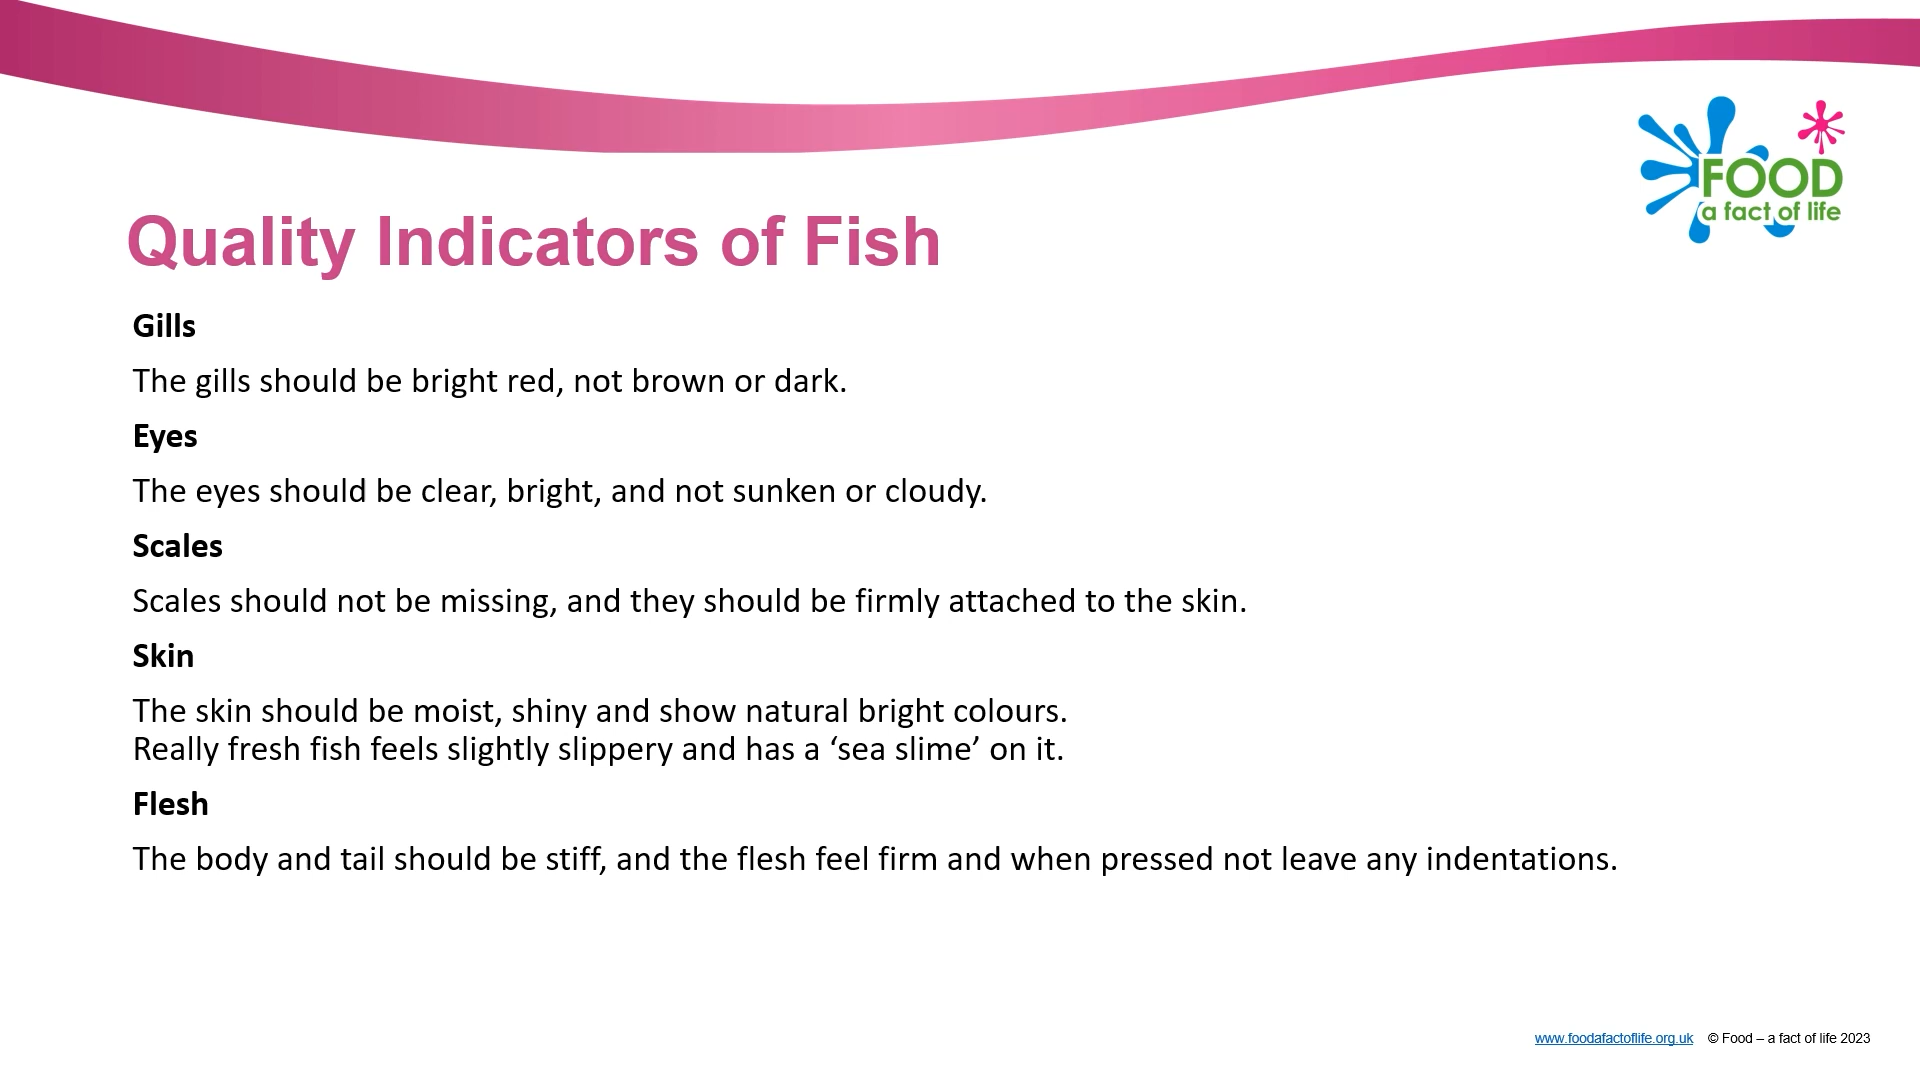 FOOD
a fact of life
Quality Indicators of Fish
Gills
The gills should be bright red, not brown or dark.
Eyes
The eyes should be clear, bright, and not sunken or cloudy.
Scales
Scales should not be missing, and they should be firmly attached to the skin.
Skin
The skin should be moist, shiny and show natural bright colours.
Really fresh fish feels slightly slippery and has a ‘sea slime’ on it.
Flesh
The body and tail should be stiff, and the flesh feel firm and when pressed not leave any indentations.
www.foodafactoflife.org.uk © Food – a fact of life 2023